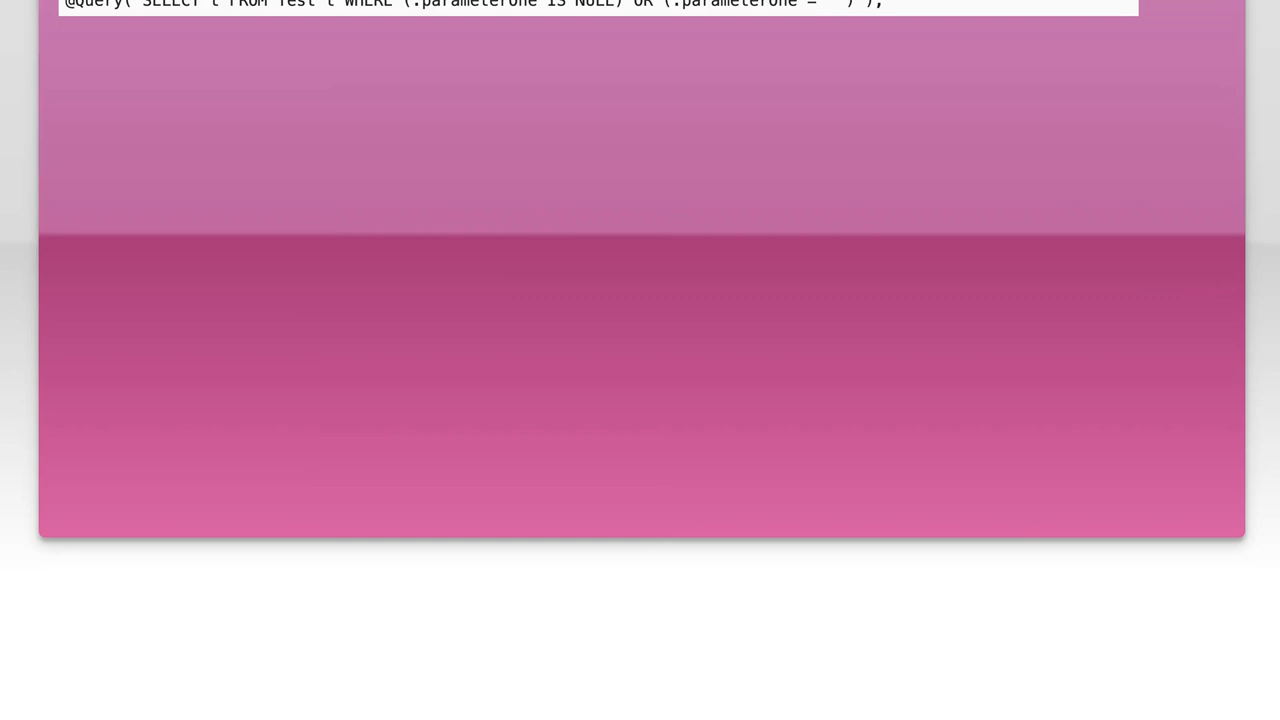 @Query("SELECT t FROM Test t WHERE (:parameterOne IS NULL) OR (:parameterOne = '' )");